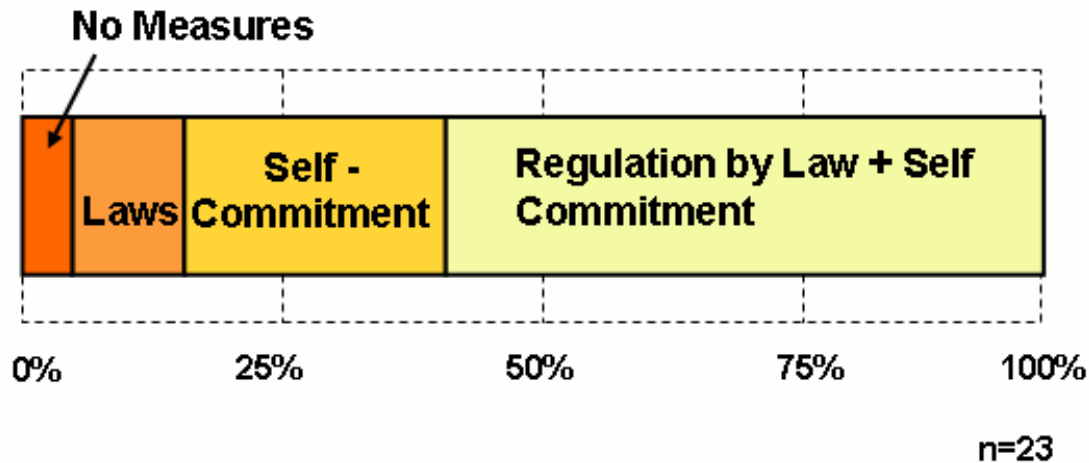 No Measures
Laws
Self -
Commitment
Regulation by Law + Self
Commitment
0%
25%
50%
75%
100%
n=23